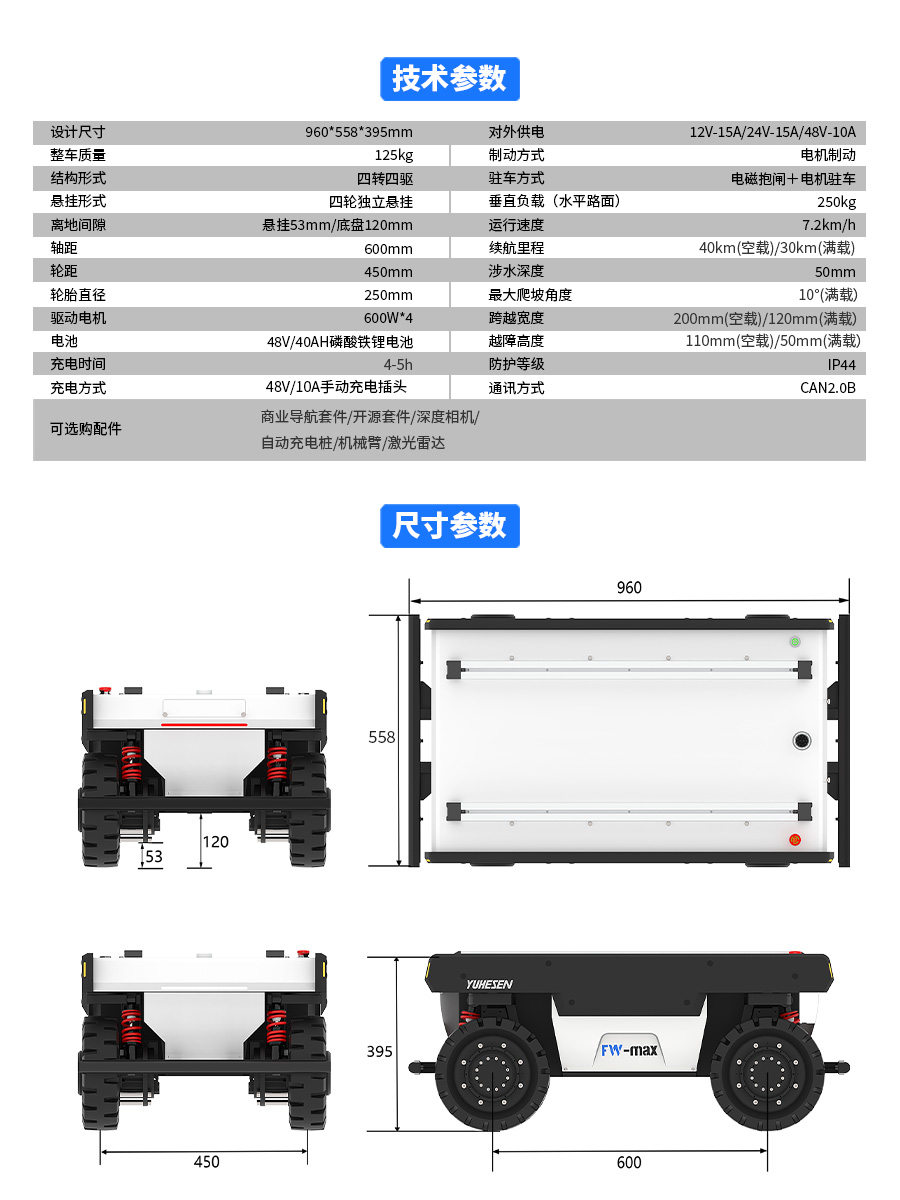 技术参数
设计尺寸 960*558*395mm 对外供电 12V-15A/24V-15A/48V-10A
整车质量 125kg 制动方式 电机制动
结构形式 四转四驱 驻车方式 电磁抱闸＋电机驻车
悬挂形式 四轮独立悬挂 垂直负载（水平路面） 250kg
离地间隙 悬挂53mm/底盘120mm 运行速度 7.2km/h
轴距 600mm 续航里程 40km(空载)/30km(满载)
轮距 450mm 涉水深度 50mm
轮胎直径 250mm 最大爬坡角度 10°(满载)
驱动电机 600W*4 跨越宽度 200mm(空载)/120mm(满载)
电池 48V/40AH磷酸铁锂电池 越障高度 110mm(空载)/50mm(满载)
充电时间 4-5h 防护等级 IP44
充电方式 48V/10A手动充电插头 通讯方式 CAN2.0B
可选购配件 商业导航套件/开源套件/深度相机/
自动充电桩/机械臂/激光雷达
尺寸参数
960
558
53
120
YUHESEN
FW-max
395
450
600